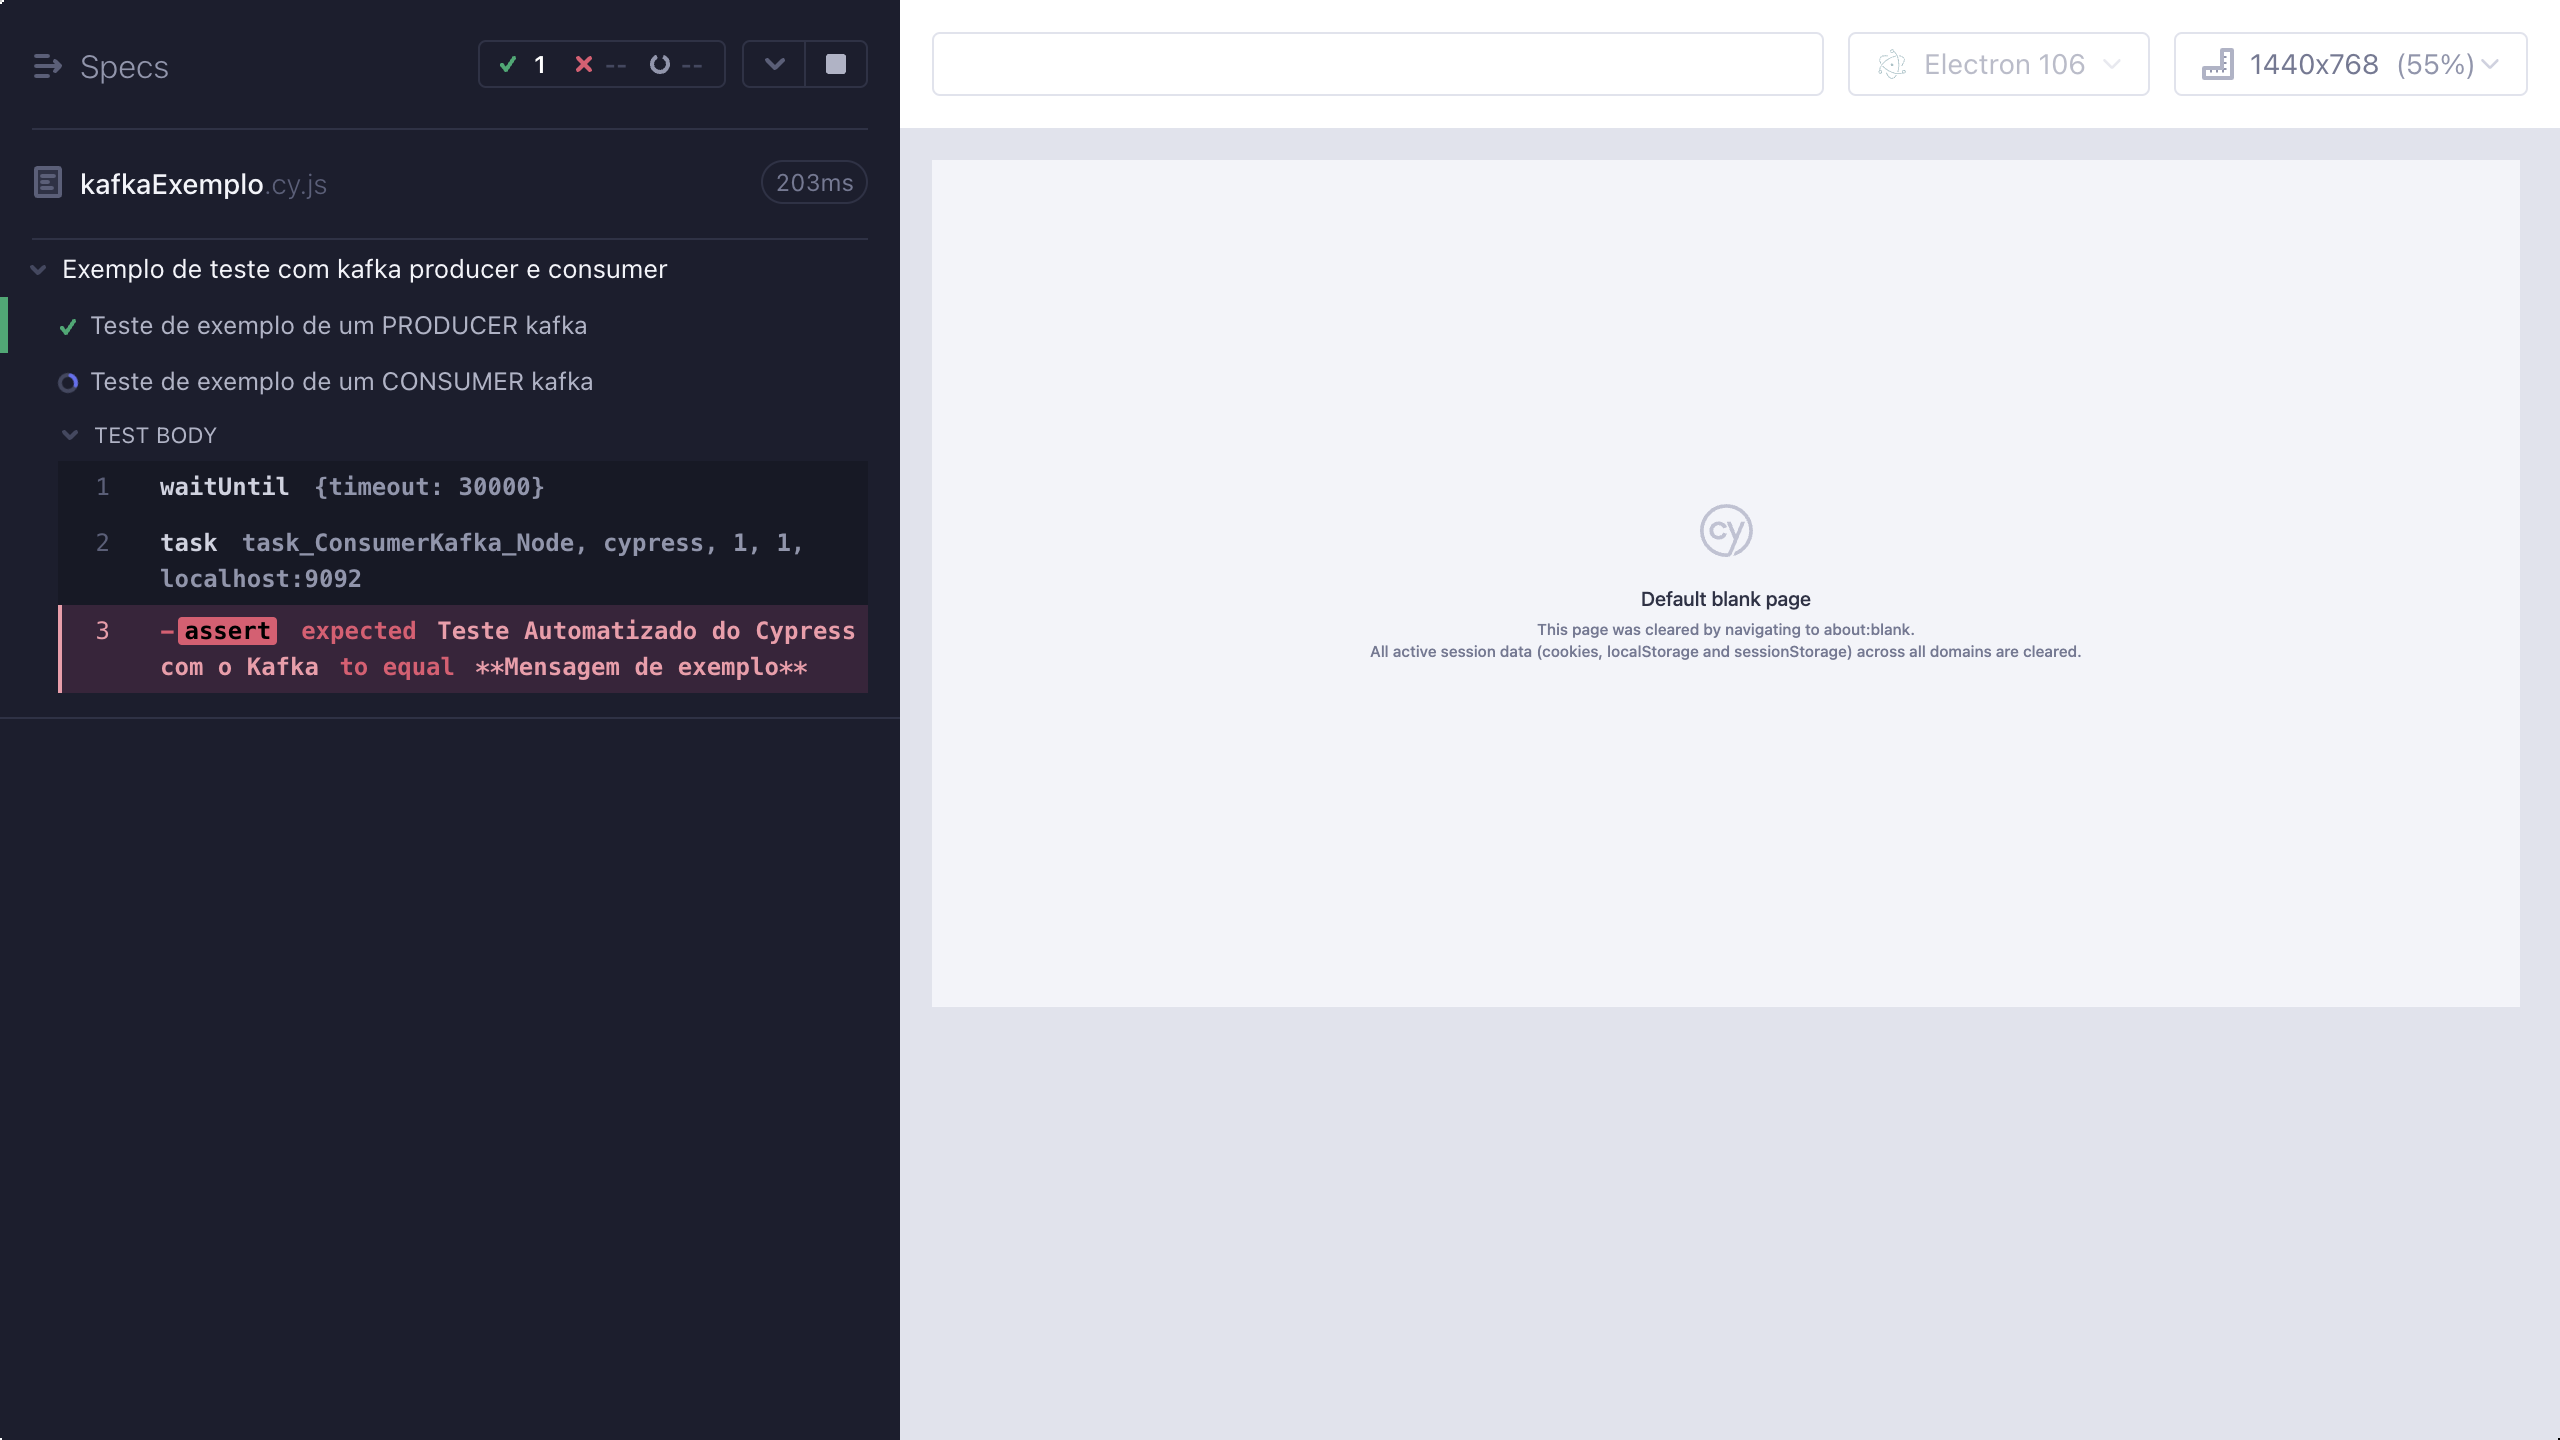 Specs
1 -- --
kafkaExemplo.cy.js
203ms
Exemplo de teste com kafka producer e consumer
Teste de exemplo de um PRODUCER kafka
Teste de exemplo de um CONSUMER kafka
TEST BODY
1 waitUntil {timeout: 30000}
2 task task_ConsumerKafka_Node, cypress, 1, 1,
localhost:9092
3 -assert expected Teste Automatizado do Cypress
com o Kafka to equal **Mensagem de exemplo**
Electron 106
1440x768 (55%)
cy
Default blank page
This page was cleared by navigating to about:blank.
All active session data (cookies, localStorage and sessionStorage) across all domains are cleared.